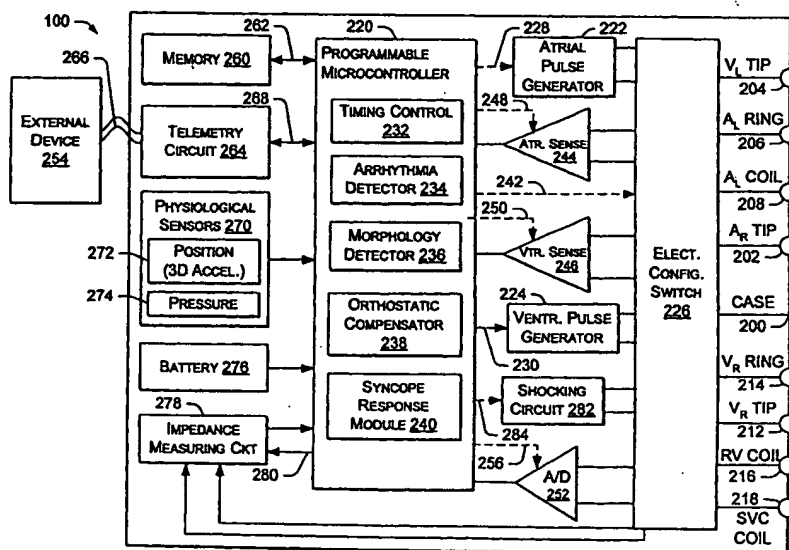 100
266
EXTERNAL
DEVICE
254
MEMORY 260
262
TELEMETRY
CIRCUIT 264
268
PHYSIOLOGICAL
SENSORS 270
272
POSITION
(3D ACCEL.)
274
PRESSURE
BATTERY 276
278
IMPEDANCE
MEASURING CKT
280
220
PROGRAMMABLE
MICROCONTROLLER
TIMING CONTROL
232
ARRHYTHMIA
DETECTOR 234
MORPHOLOGY
DETECTOR 236
ORTHOSTATIC
COMPENSATOR
238
SYNCOPE
RESPONSE
MODULE 240
228
222
ATRIAL
PULSE
GENERATOR
248
ATR. SENSE
244
242
250
VTR. SENSE
246
224
VENTR. PULSE
GENERATOR
230
SHOCKING
CIRCUIT 282
284
256
A/D
252
ELECT.
CONFIG.
SWITCH
226
VL TIP
204
AL RING
206
AL COIL
208
AR TIP
202
CASE
200
VR RING
214
VR TIP
212
RV COIL
216
218
SVC
COIL